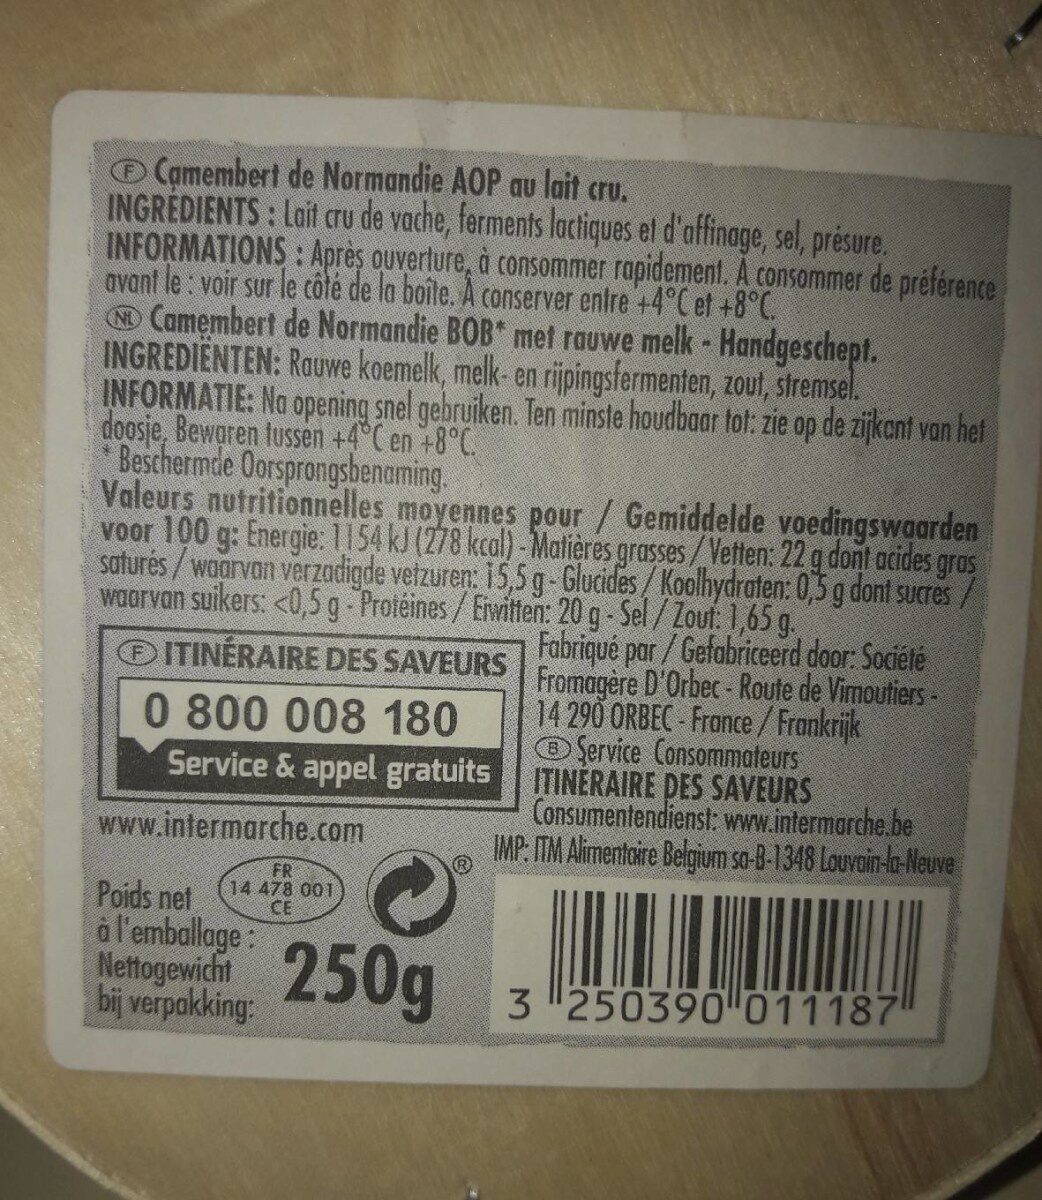 F Camembert de Normandie AOP au lait cru.
INGRÉDIENTS : Lait cru de vache, ferments lactiques et d'affinage, sel, présure.
INFORMATIONS : Après ouverture, à consommer rapidement. À consommer de préférence
avant le : voir sur le côté de la boîte. À conserver entre +4°C et +8°C.
NL Camembert de Normandie BOB* met rauwe melk - Handgeschept.
INGREDIËNTEN: Rauwe koemelk, melk- en rijpingsfermenten, zout, stremsel.
INFORMATIE: Na opening snel gebruiken. Ten minste houdbaar tot: zie op de zijkant van het
doosje. Bewaren tussen +4°C en +8°C.
* Beschermde Oorsprongsbenaming.
Valeurs nutritionnelles moyennes pour / Gemiddelde voedingswaarden
voor 100 g: Energie: 1154 kJ (278 kcal) - Matières grasses / Vetten: 22 g dont acides gras
saturés / waarvan verzadigde vetzuren: 15,5 g - Glucides / Koolhydraten: 0,5 g dont sucres /
waarvan suikers: <0,5 g - Protéines / Eiwitten: 20 g - Sel / Zout: 1,65 g.
F ITINÉRAIRE DES SAVEURS
0 800 008 180
Service & appel gratuits
www.intermarche.com
Fabriqué par / Gefabriceerd door: Société
Fromagère D'Orbec - Route de Vimoutiers -
14 290 ORBEC - France / Frankrijk
B Service Consommateurs
ITINÉRAIRE DES SAVEURS
Consumentendienst: www.intermarche.be
IMP: ITM Alimentaire Belgium sa-B-1348 Louvain-la-Neuve
FR
14 478 001
CE
®
Poids net
à l'emballage :
Nettogewicht
bij verpakking:
250g
3 250390 011187